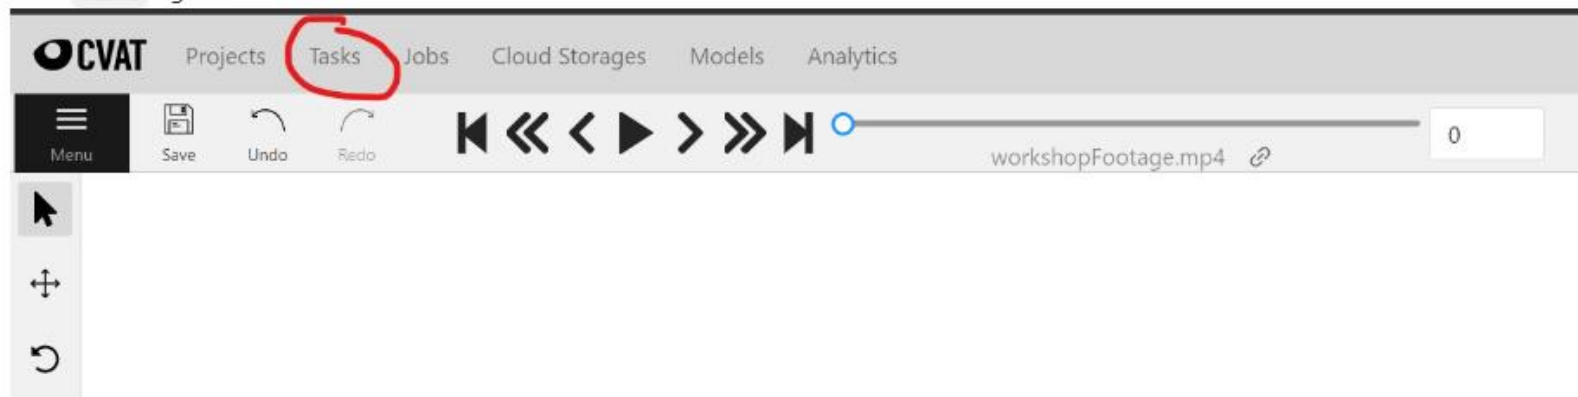 CVAT Projects Tasks Jobs Cloud Storages Models Analytics
Menu Save Undo Redo workshopFootage.mp4 0